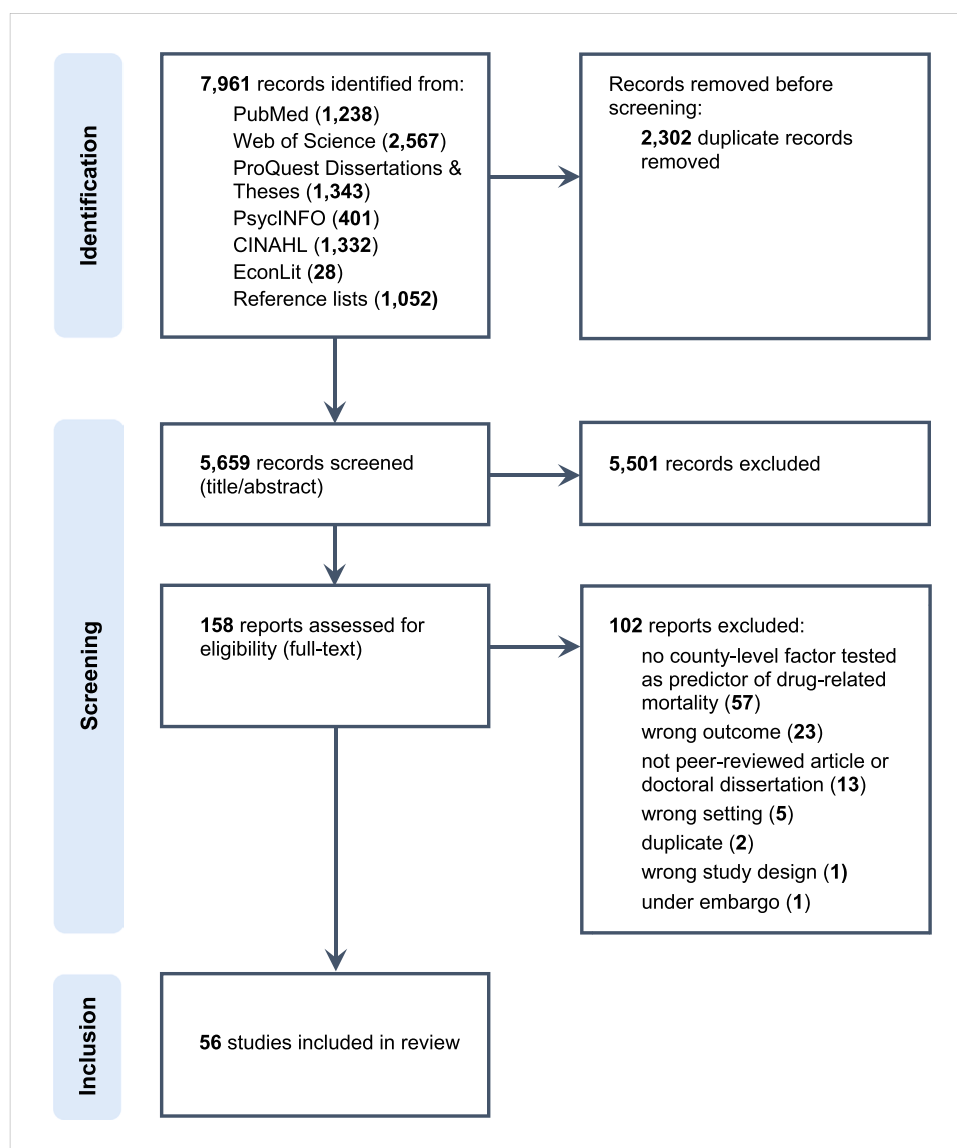 Identification
7,961 records identified from:
PubMed (1,238)
Web of Science (2,567)
ProQuest Dissertations &
Theses (1,343)
PsycINFO (401)
CINAHL (1,332)
EconLit (28)
Reference lists (1,052)
Records removed before
screening:
2,302 duplicate records
removed
Screening
5,659 records screened
(title/abstract)
5,501 records excluded
158 reports assessed for
eligibility (full-text)
102 reports excluded:
no county-level factor tested
as predictor of drug-related
mortality (57)
wrong outcome (23)
not peer-reviewed article or
doctoral dissertation (13)
wrong setting (5)
duplicate (2)
wrong study design (1)
under embargo (1)
Inclusion
56 studies included in review